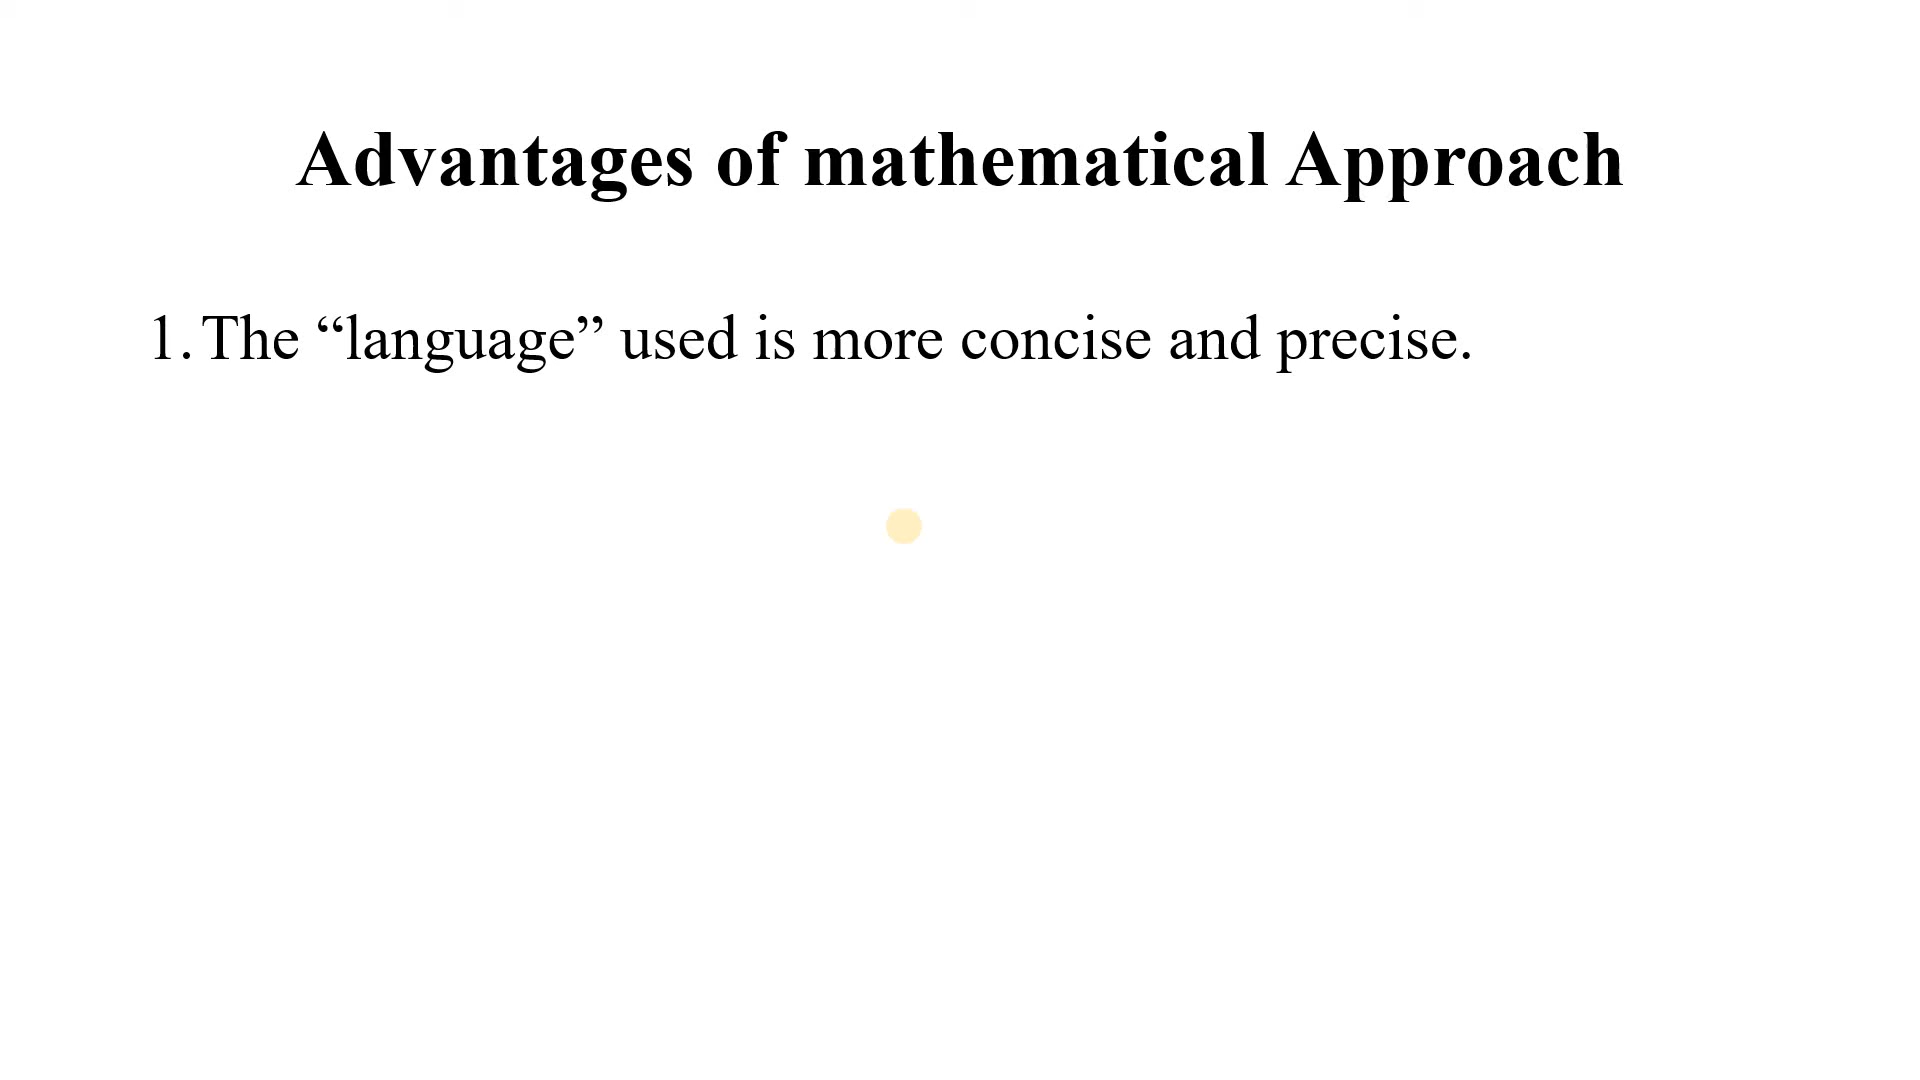 Advantages of mathematical Approach
1. The “language” used is more concise and precise.